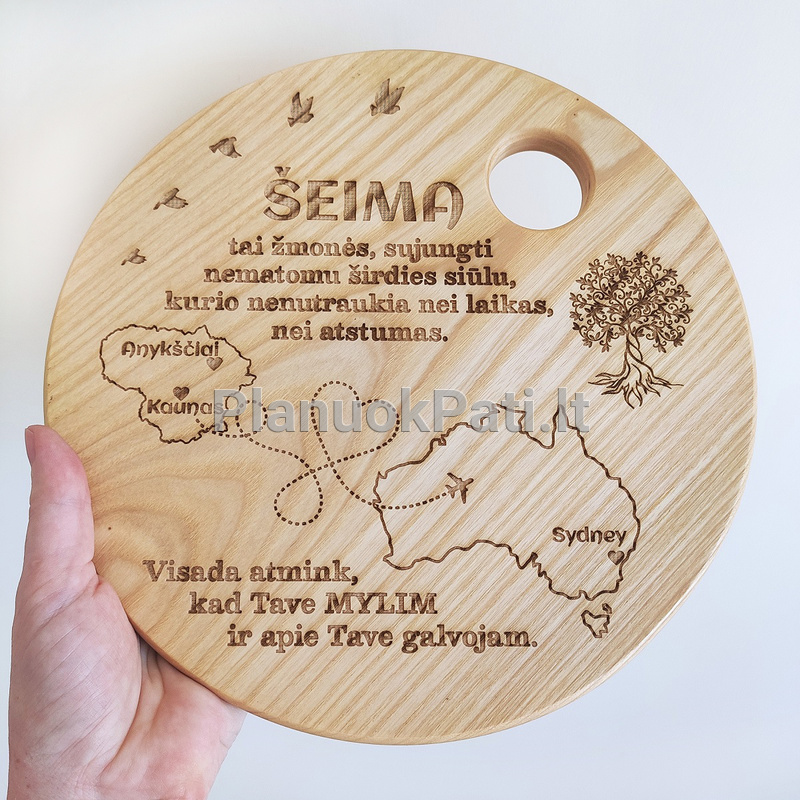 ŠEIMA
tai žmonės, sujungti
nematomu širdies siūlu,
kurio nenutraukia nei laikas,
nei atstumas.
Anykščiai
Kaunas
PlanuokPati.lt
Sydney
Visada atmink,
kad Tave MYLIM
ir apie Tave galvojam.